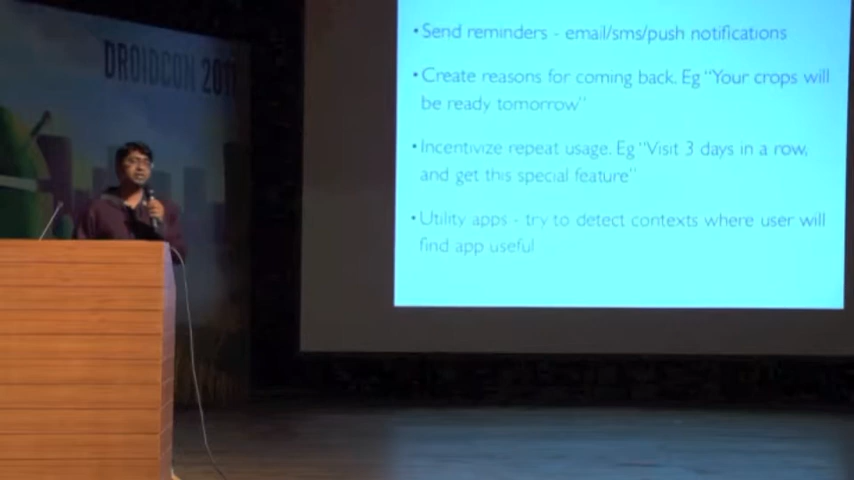 DROIDCON 2011
•Send reminders - email/sms/push notifications
•Create reasons for coming back. Eg "Your crops will
be ready tomorrow"
•Incentivize repeat usage. Eg "Visit 3 days in a row,
and get this special feature"
•Utility apps - try to detect contexts where user will
find app useful